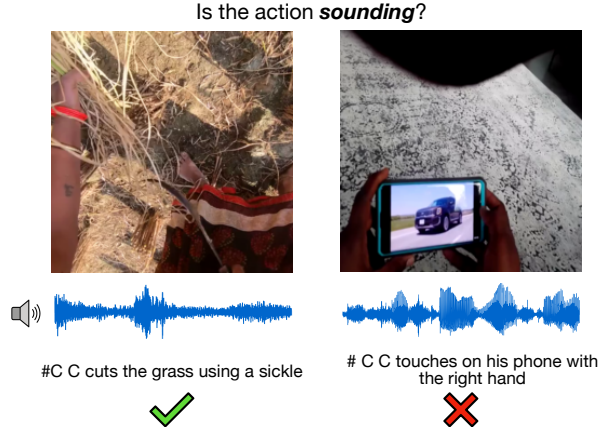 Is the action sounding?
#C C cuts the grass using a sickle
# C C touches on his phone with
the right hand